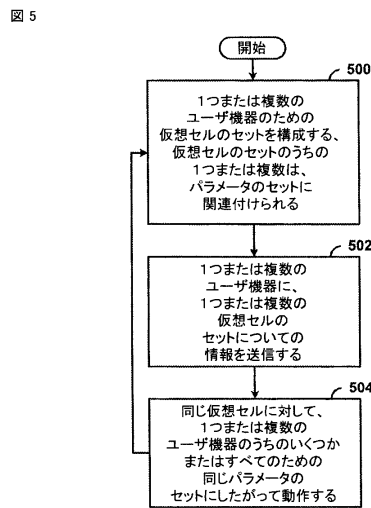 図 5
開始
500
1つまたは複数の
ユーザ機器のための
仮想セルのセットを構成する、
仮想セルのセットのうちの
1つまたは複数は、
パラメータのセットに
関連付けられる
502
1つまたは複数の
ユーザ機器に、
1つまたは複数の
仮想セルの
セットについての
情報を送信する
504
同じ仮想セルに対して、
1つまたは複数の
ユーザ機器のうちのいくつか
またはすべてのための
同じパラメータの
セットにしたがって動作する